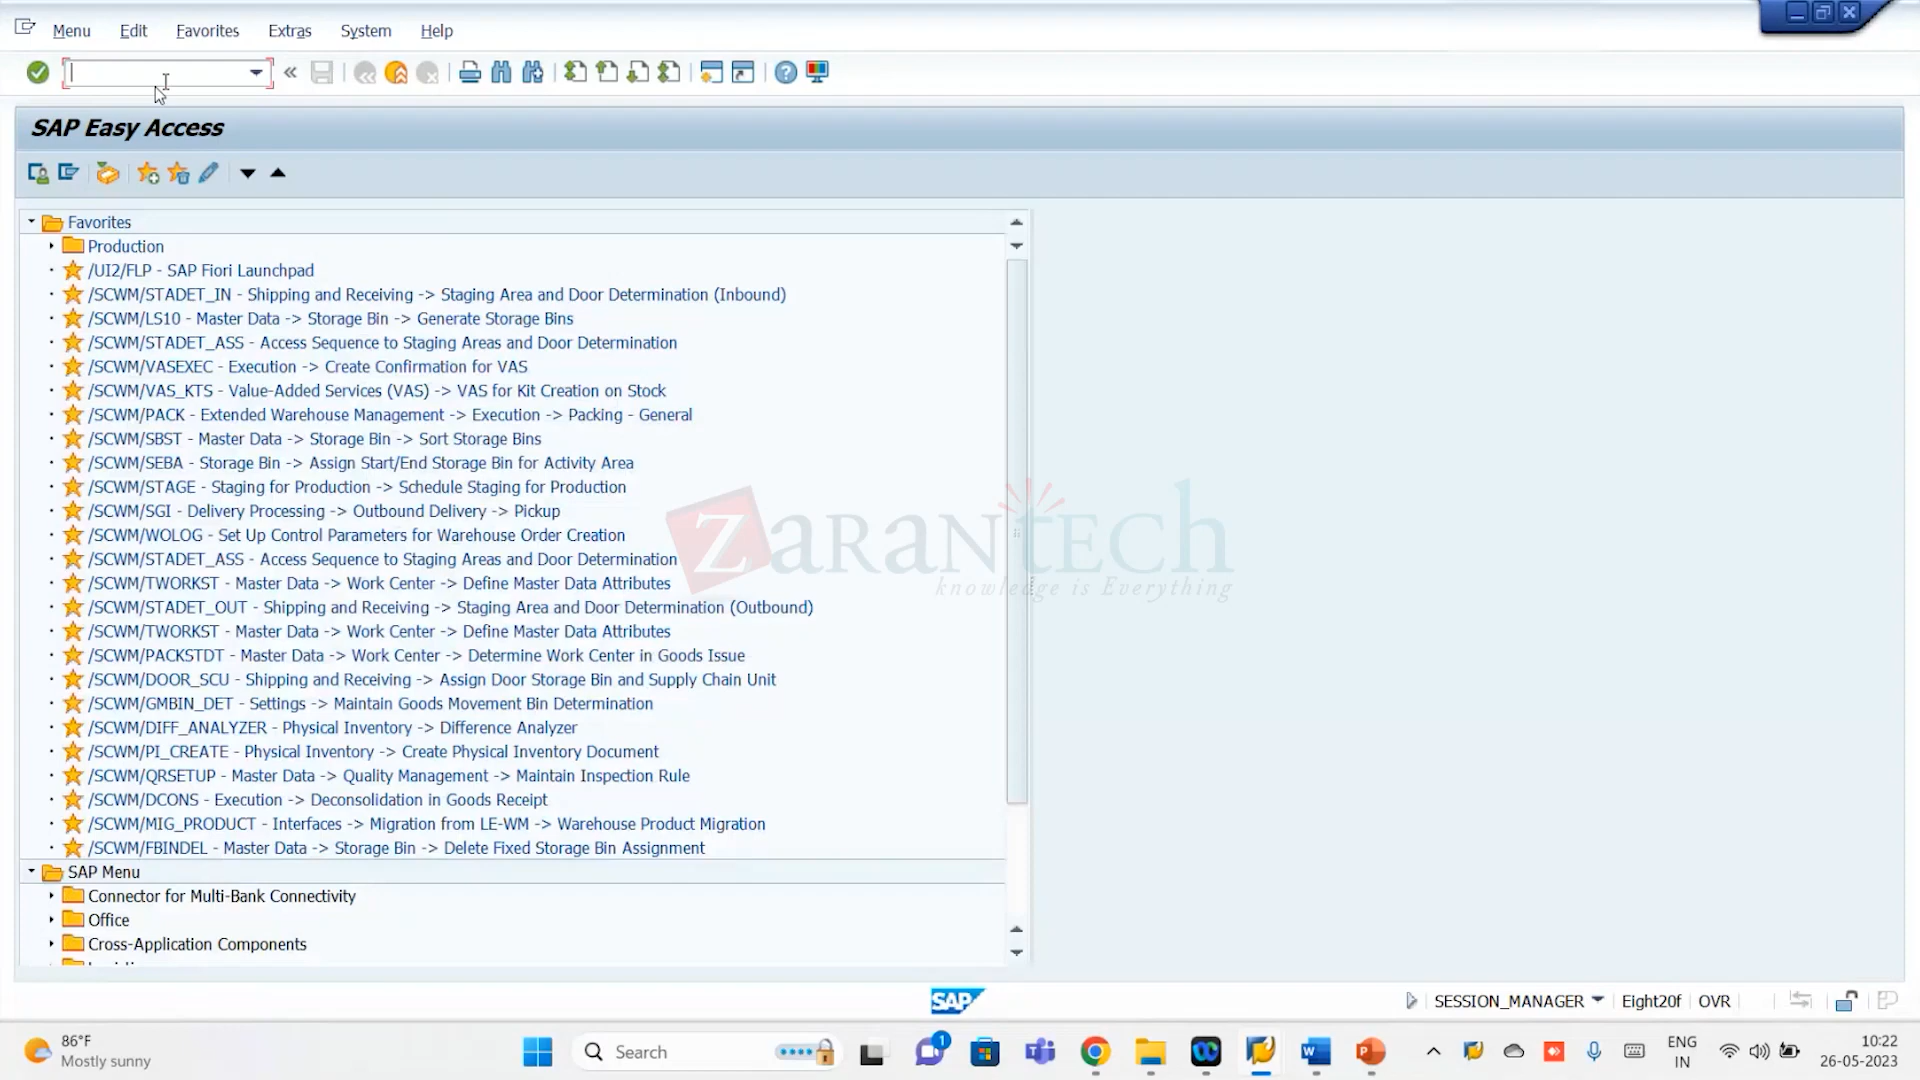 Menu Edit Favorites Extras System Help
SAP Easy Access
Favorites
Production
/UI2/FLP - SAP Fiori Launchpad
/SCWM/STADET_IN - Shipping and Receiving -> Staging Area and Door Determination (Inbound)
/SCWM/LS10 - Master Data -> Storage Bin -> Generate Storage Bins
/SCWM/STADET_ASS - Access Sequence to Staging Areas and Door Determination
/SCWM/VASEXEC - Execution -> Create Confirmation for VAS
/SCWM/VAS_KTS - Value-Added Services (VAS) -> VAS for Kit Creation on Stock
/SCWM/PACK - Extended Warehouse Management -> Execution -> Packing - General
/SCWM/SBST - Master Data -> Storage Bin -> Sort Storage Bins
/SCWM/SEBA - Storage Bin -> Assign Start/End Storage Bin for Activity Area
/SCWM/STAGE - Staging for Production -> Schedule Staging for Production
/SCWM/SGI - Delivery Processing -> Outbound Delivery -> Pickup
/SCWM/WOLOG - Set Up Control Parameters for Warehouse Order Creation
/SCWM/STADET_ASS - Access Sequence to Staging Areas and Door Determination
/SCWM/TWORKST - Master Data -> Work Center -> Define Master Data Attributes
/SCWM/STADET_OUT - Shipping and Receiving -> Staging Area and Door Determination (Outbound)
/SCWM/TWORKST - Master Data -> Work Center -> Define Master Data Attributes
/SCWM/PACKSTDT - Master Data -> Work Center -> Determine Work Center in Goods Issue
/SCWM/DOOR_SCU - Shipping and Receiving -> Assign Door Storage Bin and Supply Chain Unit
/SCWM/GMBIN_DET - Settings -> Maintain Goods Movement Bin Determination
/SCWM/DIFF_ANALYZER - Physical Inventory -> Difference Analyzer
/SCWM/PI_CREATE - Physical Inventory -> Create Physical Inventory Document
/SCWM/QRSETUP - Master Data -> Quality Management -> Maintain Inspection Rule
/SCWM/DCONS - Execution -> Deconsolidation in Goods Receipt
/SCWM/MIG_PRODUCT - Interfaces -> Migration from LE-WM -> Warehouse Product Migration
/SCWM/FBINDEL - Master Data -> Storage Bin -> Delete Fixed Storage Bin Assignment
SAP Menu
Connector for Multi-Bank Connectivity
Office
Cross-Application Components
ZaranTech
knowledge is Everything
SAP
SESSION_MANAGER Eight20f OVR
86°F
Mostly sunny
Search
1
ENG
IN
10:22
26-05-2023